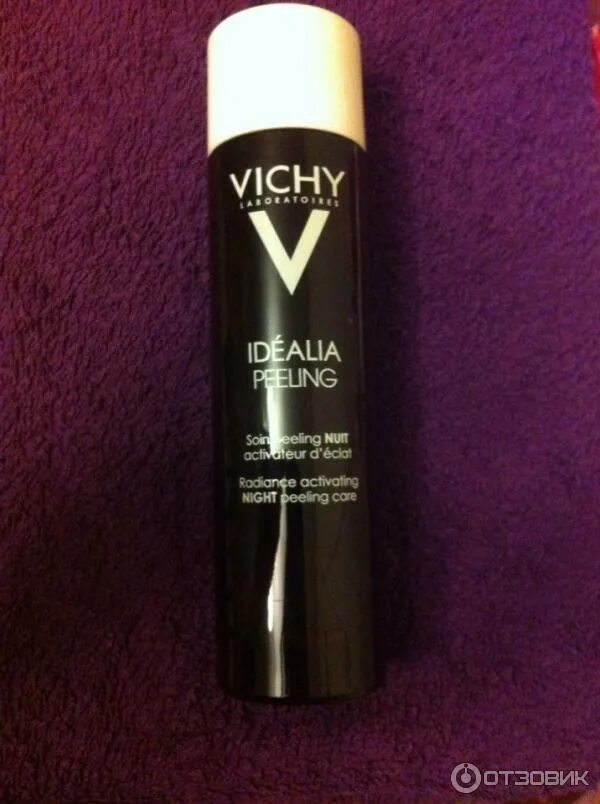 VICHY
LABORATOIRES
V
IDÉALIA
PEELING
Soin peeling NUIT
activateur d'éclat
Radiance activating
NIGHT peeling care
ОТЗОВИК